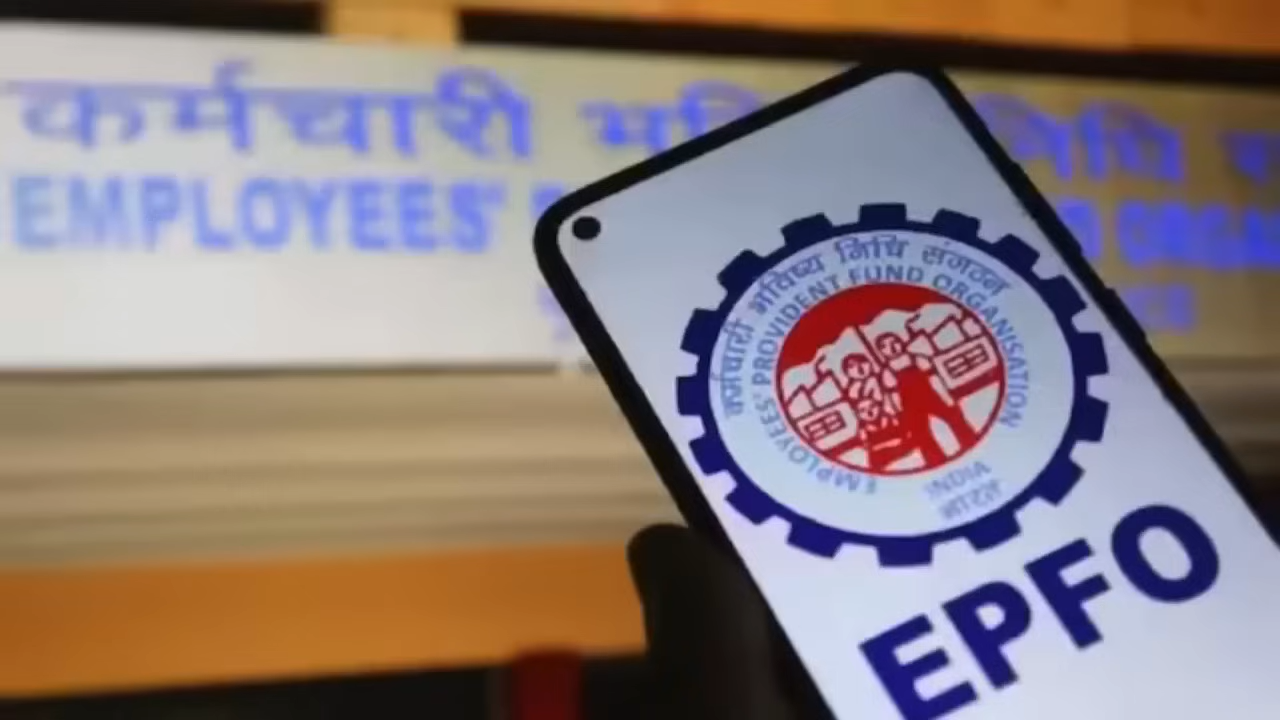 कर्मचारी
EMPLOYEES'
कर्मचारी भविष्य निधि संगठन
EMPLOYEES' PROVIDENT FUND ORGANISATION
INDIA
भारत
EPFO